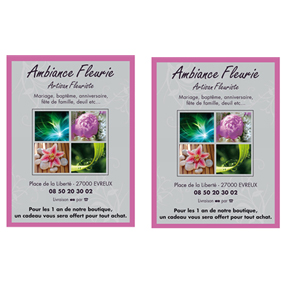 Ambiance Fleurie
Artisan Fleuriste
Mariage, baptême, anniversaire,
fête de famille, deuil etc...
Place de la Liberté - 27000 EVREUX
08 50 20 30 02
Livraison par
Pour les 1 an de notre boutique,
un cadeau vous sera offert pour tout achat.
Ambiance Fleurie
Artisan Fleuriste
Mariage, baptême, anniversaire,
fête de famille, deuil etc...
Place de la Liberté - 27000 EVREUX
08 50 20 30 02
Livraison par
Pour les 1 an de notre boutique,
un cadeau vous sera offert pour tout achat.